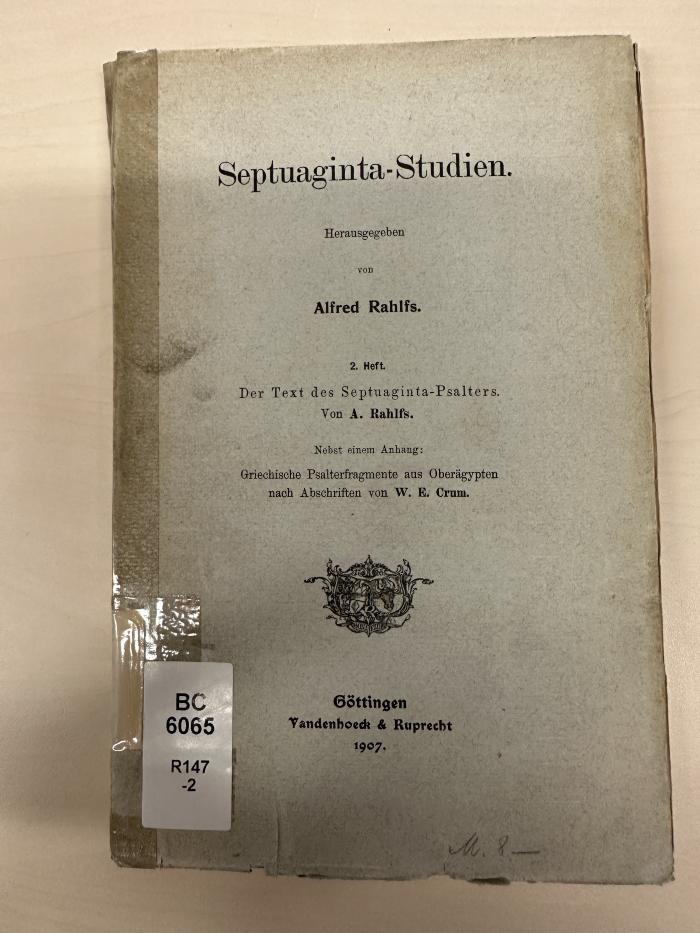 Septuaginta-Studien.
Herausgegeben
von
Alfred Rahlfs.
2. Heft.
Der Text des Septuaginta-Psalters.
Von A. Rahlfs.
Nebst einem Anhang:
Griechische Psalterfragmente aus Oberägypten
nach Abschriften von W. E. Crum.
Göttingen
Vandenhoeck & Ruprecht
1907.
BC
6065
R147
-2
M. 8 —